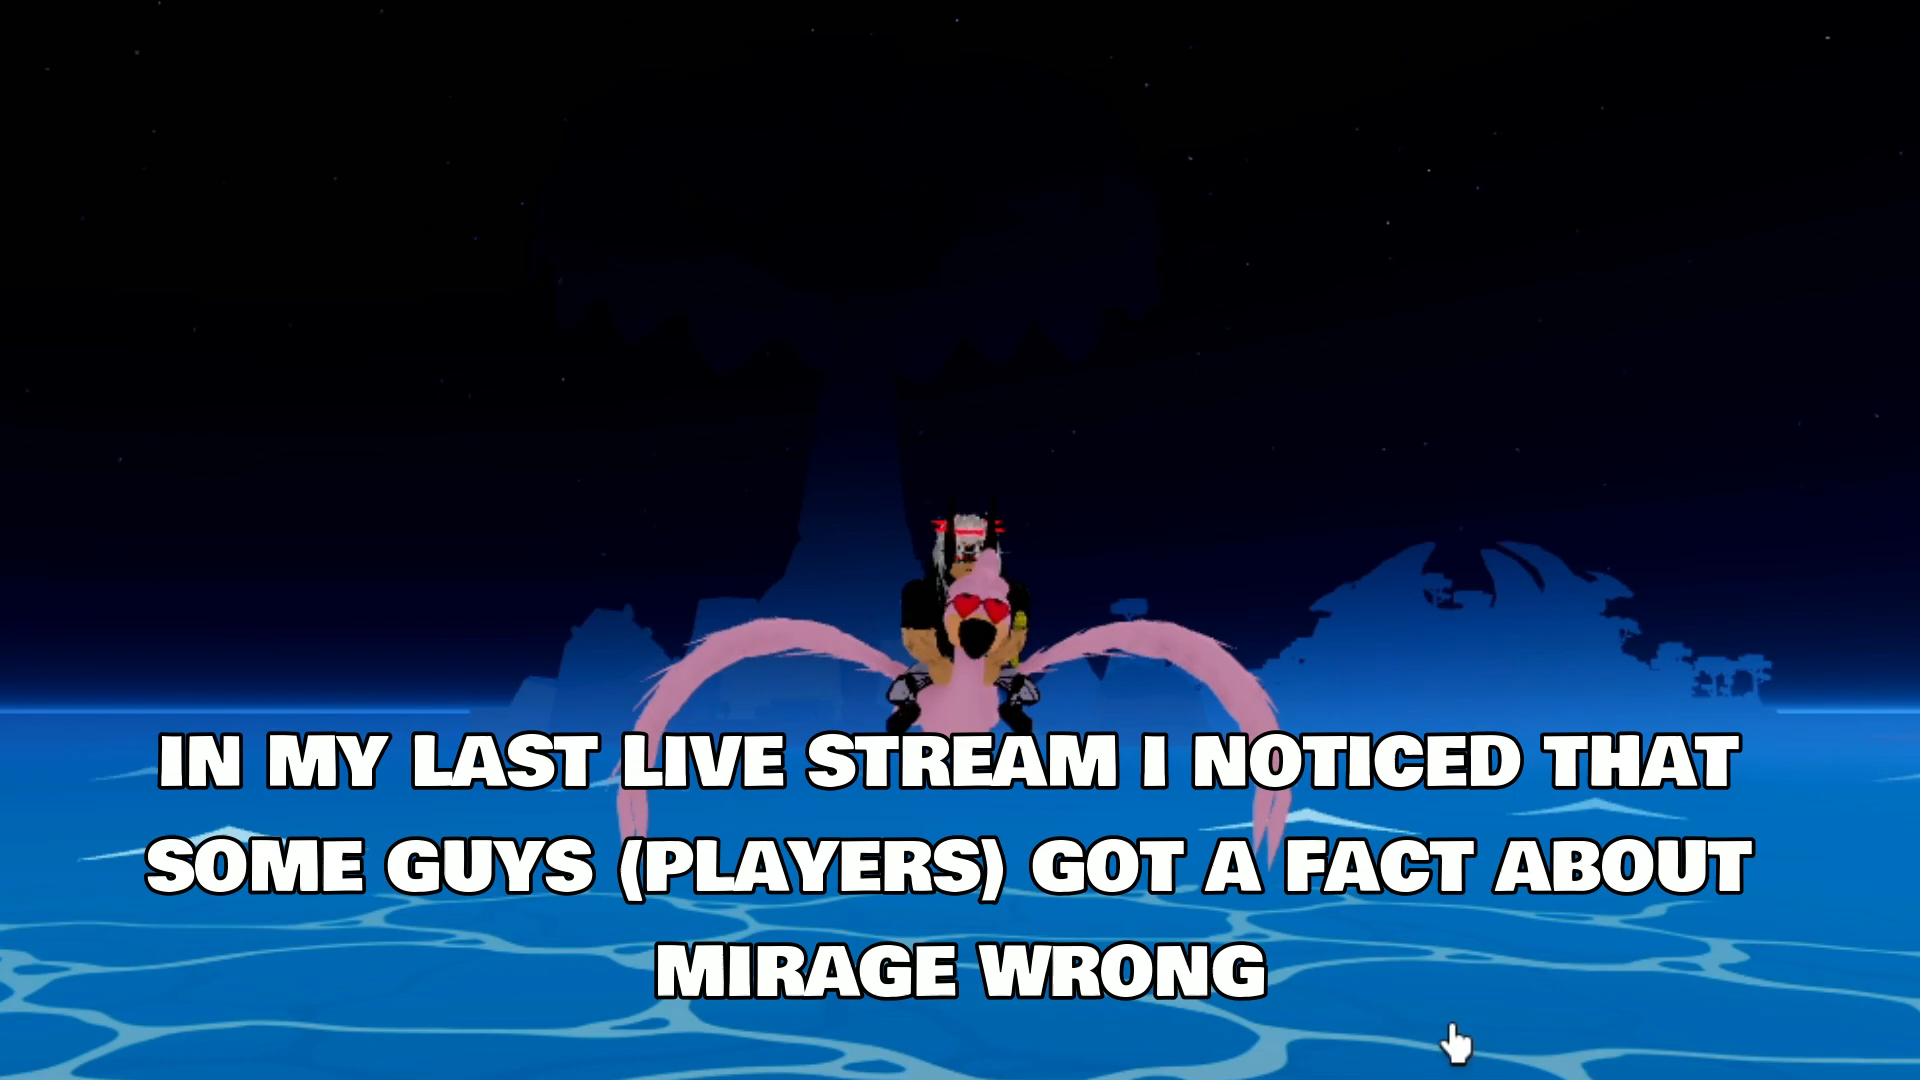 IN MY LAST LIVE STREAM I NOTICED THAT
SOME GUYS (PLAYERS) GOT A FACT ABOUT
MIRAGE WRONG